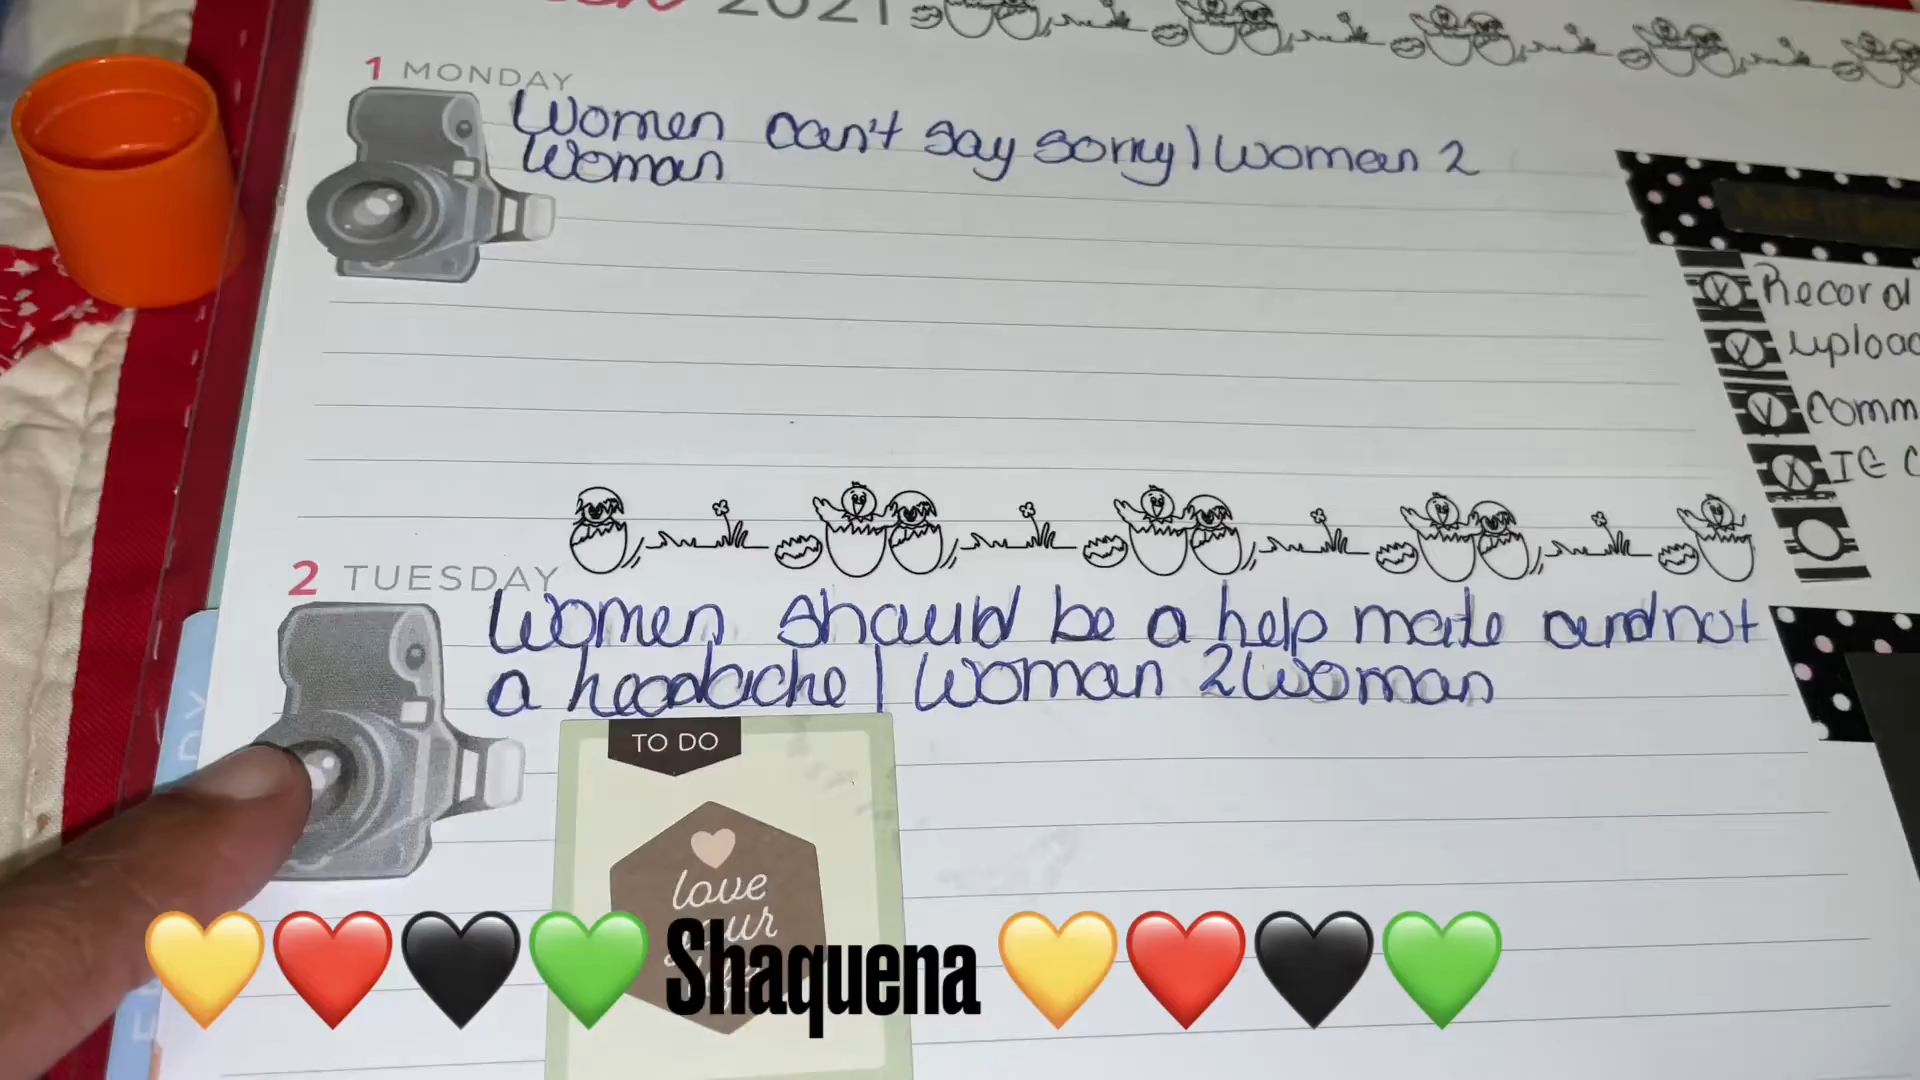 2021
1 MONDAY
Women can't say sorry | Woman 2
Woman
Record
upload
Comm
IG C
2 TUESDAY
Women should be a help mate and not
a headache | Woman 2 Woman
TO DO
love
your
Shaquena